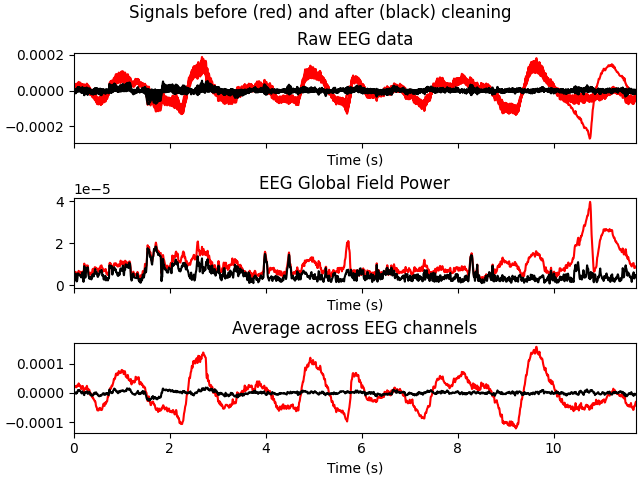 Signals before (red) and after (black) cleaning
Raw EEG data
0.0002
0.0000
−0.0002
Time (s)
EEG Global Field Power
1e−5
4
2
0
Time (s)
Average across EEG channels
0.0001
0.0000
−0.0001
0 2 4 6 8 10
Time (s)